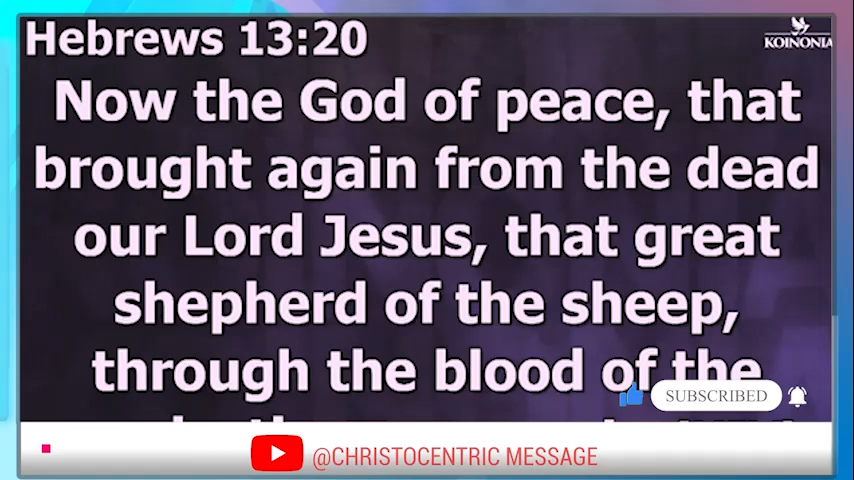 Hebrews 13:20
KOINONIA
Now the God of peace, that
brought again from the dead
our Lord Jesus, that great
shepherd of the sheep,
through the blood of the
SUBSCRIBED
@CHRISTOCENTRIC MESSAGE